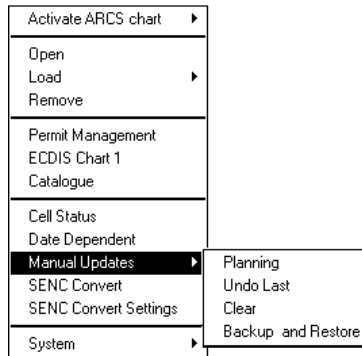 Activate ARCS chart
Open
Load
Remove
Permit Management
ECDIS Chart 1
Catalogue
Cell Status
Date Dependent
Manual Updates
Planning
SENC Convert
Undo Last
SENC Convert Settings
Clear
Backup and Restore
System